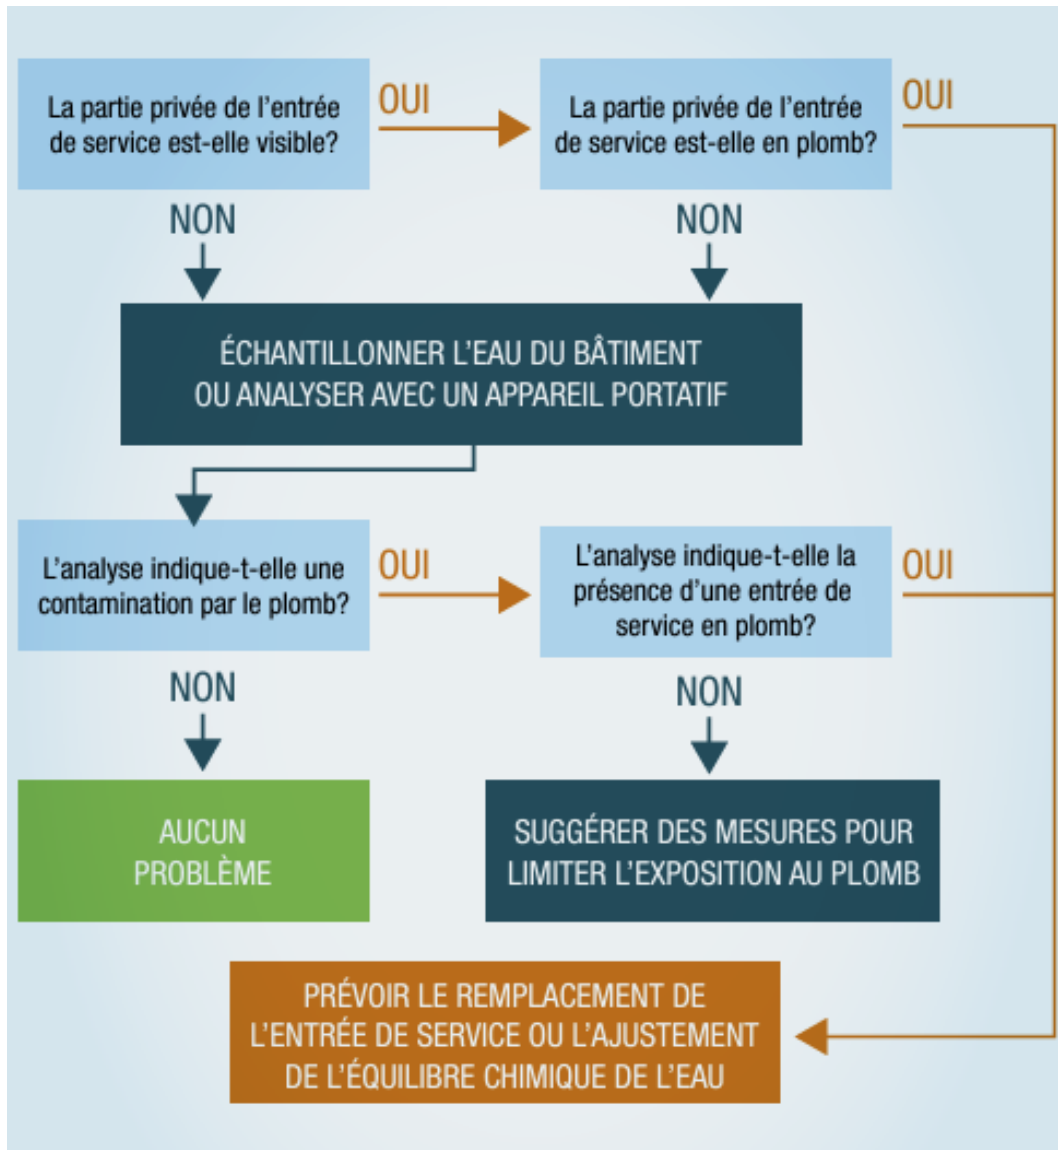 La partie privée de l'entrée
de service est-elle visible?
OUI
La partie privée de l'entrée
de service est-elle en plomb?
OUI
NON
NON
ÉCHANTILLONNER L'EAU DU BÂTIMENT
OU ANALYSER AVEC UN APPAREIL PORTATIF
L'analyse indique-t-elle une
contamination par le plomb?
OUI
L'analyse indique-t-elle la
présence d'une entrée de
service en plomb?
OUI
NON
NON
AUCUN
PROBLÈME
SUGGÉRER DES MESURES POUR
LIMITER L'EXPOSITION AU PLOMB
PRÉVOIR LE REMPLACEMENT DE
L'ENTRÉE DE SERVICE OU L'AJUSTEMENT
DE L'ÉQUILIBRE CHIMIQUE DE L'EAU